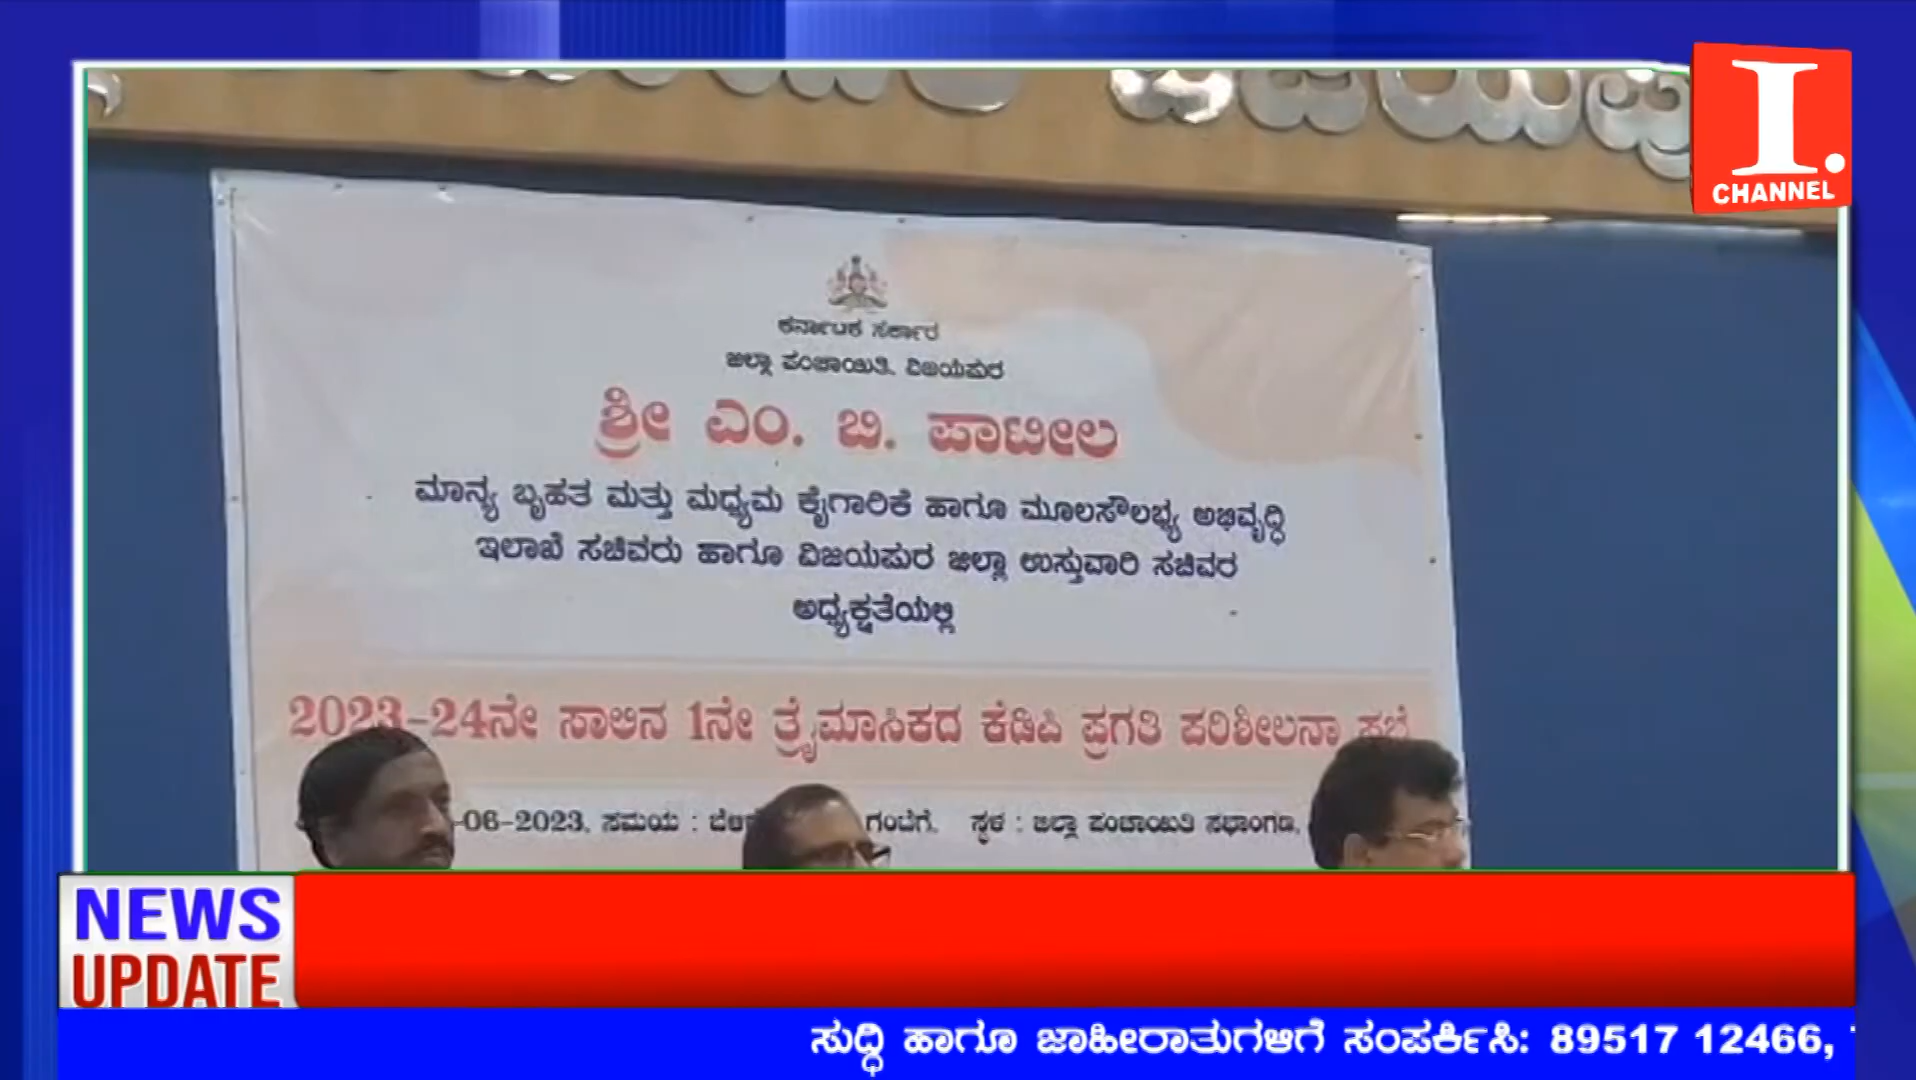 ವಿಜಯಪುರ
I.
CHANNEL
ಕರ್ನಾಟಕ ಸರ್ಕಾರ
ಜಿಲ್ಲಾ ಪಂಚಾಯಿತಿ, ವಿಜಯಪುರ
ಶ್ರೀ ಎಂ. ಬಿ. ಪಾಟೀಲ
ಮಾನ್ಯ ಬೃಹತ ಮತ್ತು ಮಧ್ಯಮ ಕೈಗಾರಿಕೆ ಹಾಗೂ ಮೂಲಸೌಲಭ್ಯ ಅಭಿವೃದ್ಧಿ
ಇಲಾಖೆ ಸಚಿವರು ಹಾಗೂ ವಿಜಯಪುರ ಜಿಲ್ಲಾ ಉಸ್ತುವಾರಿ ಸಚಿವರ
ಅಧ್ಯಕ್ಷತೆಯಲ್ಲಿ
2023-24ನೇ ಸಾಲಿನ 1ನೇ ತ್ರೈಮಾಸಿಕದ ಕೆಡಿಪಿ ಪ್ರಗತಿ ಪರಿಶೀಲನಾ ಸಭೆ
-06-2023, ಸಮಯ : ಗಂಟೆಗೆ, ಸ್ಥಳ : ಜಿಲ್ಲಾ ಪಂಚಾಯಿತಿ ಸಭಾಂಗಣ,
NEWS
UPDATE
ಸುದ್ಧಿ ಹಾಗೂ ಜಾಹೀರಾತುಗಳಿಗೆ ಸಂಪರ್ಕಿಸಿ: 89517 12466,